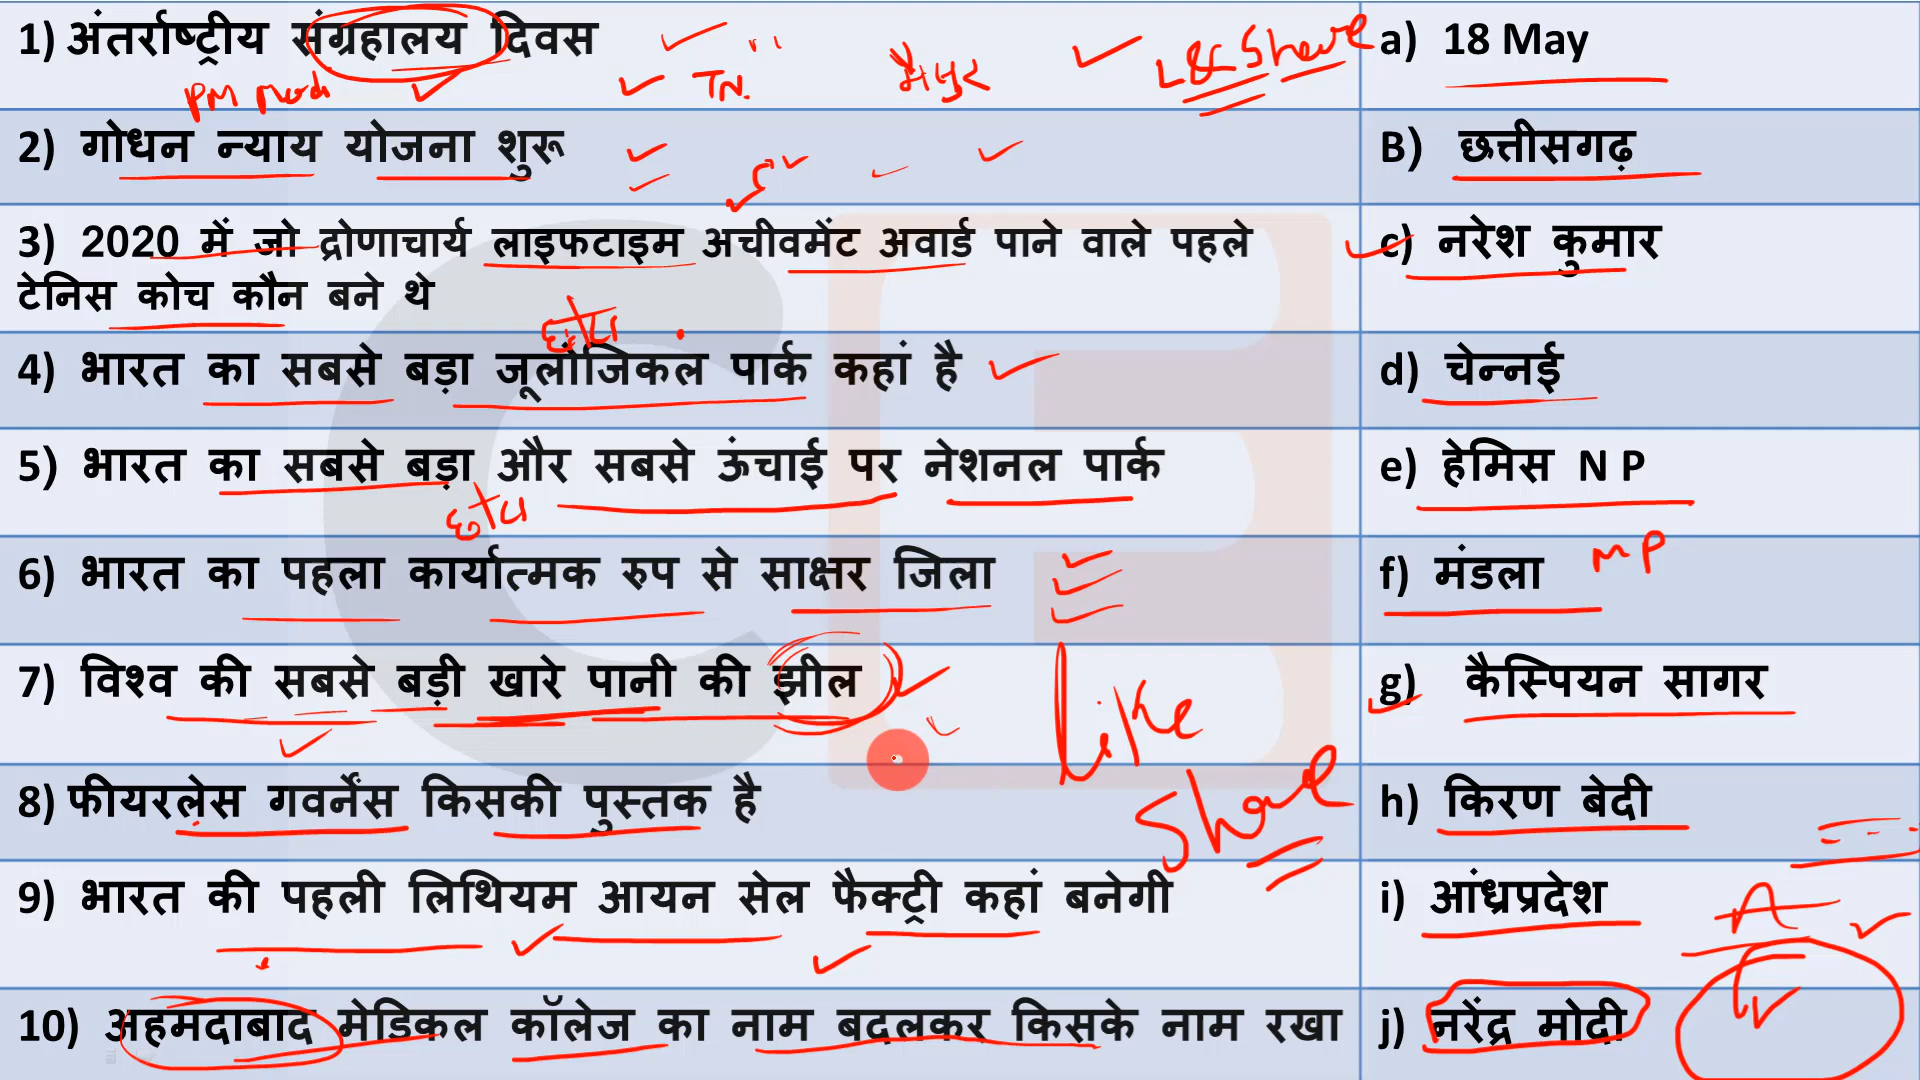 1) अंतर्राष्ट्रीय संग्रहालय दिवस
a) 18 May
PM modi
TN.
L & Share
2) गोधन न्याय योजना शुरू
B) छत्तीसगढ़
3) 2020 में जो द्रोणाचार्य लाइफटाइम अचीवमेंट अवार्ड पाने वाले पहले
टेनिस कोच कौन बने थे
c) नरेश कुमार
4) भारत का सबसे बड़ा जूलॉजिकल पार्क कहां है
d) चेन्नई
5) भारत का सबसे बड़ा और सबसे ऊंचाई पर नेशनल पार्क
e) हेमिस N P
6) भारत का पहला कार्यात्मक रुप से साक्षर जिला
f) मंडला
MP
7) विश्व की सबसे बड़ी खारे पानी की झील
g) कैस्पियन सागर
Like
Share
8) फीयरलेस गवर्नेंस किसकी पुस्तक है
h) किरण बेदी
9) भारत की पहली लिथियम आयन सेल फैक्ट्री कहां बनेगी
i) आंध्रप्रदेश
10) अहमदाबाद मेडिकल कॉलेज का नाम बदलकर किसके नाम रखा
j) नरेंद्र मोदी